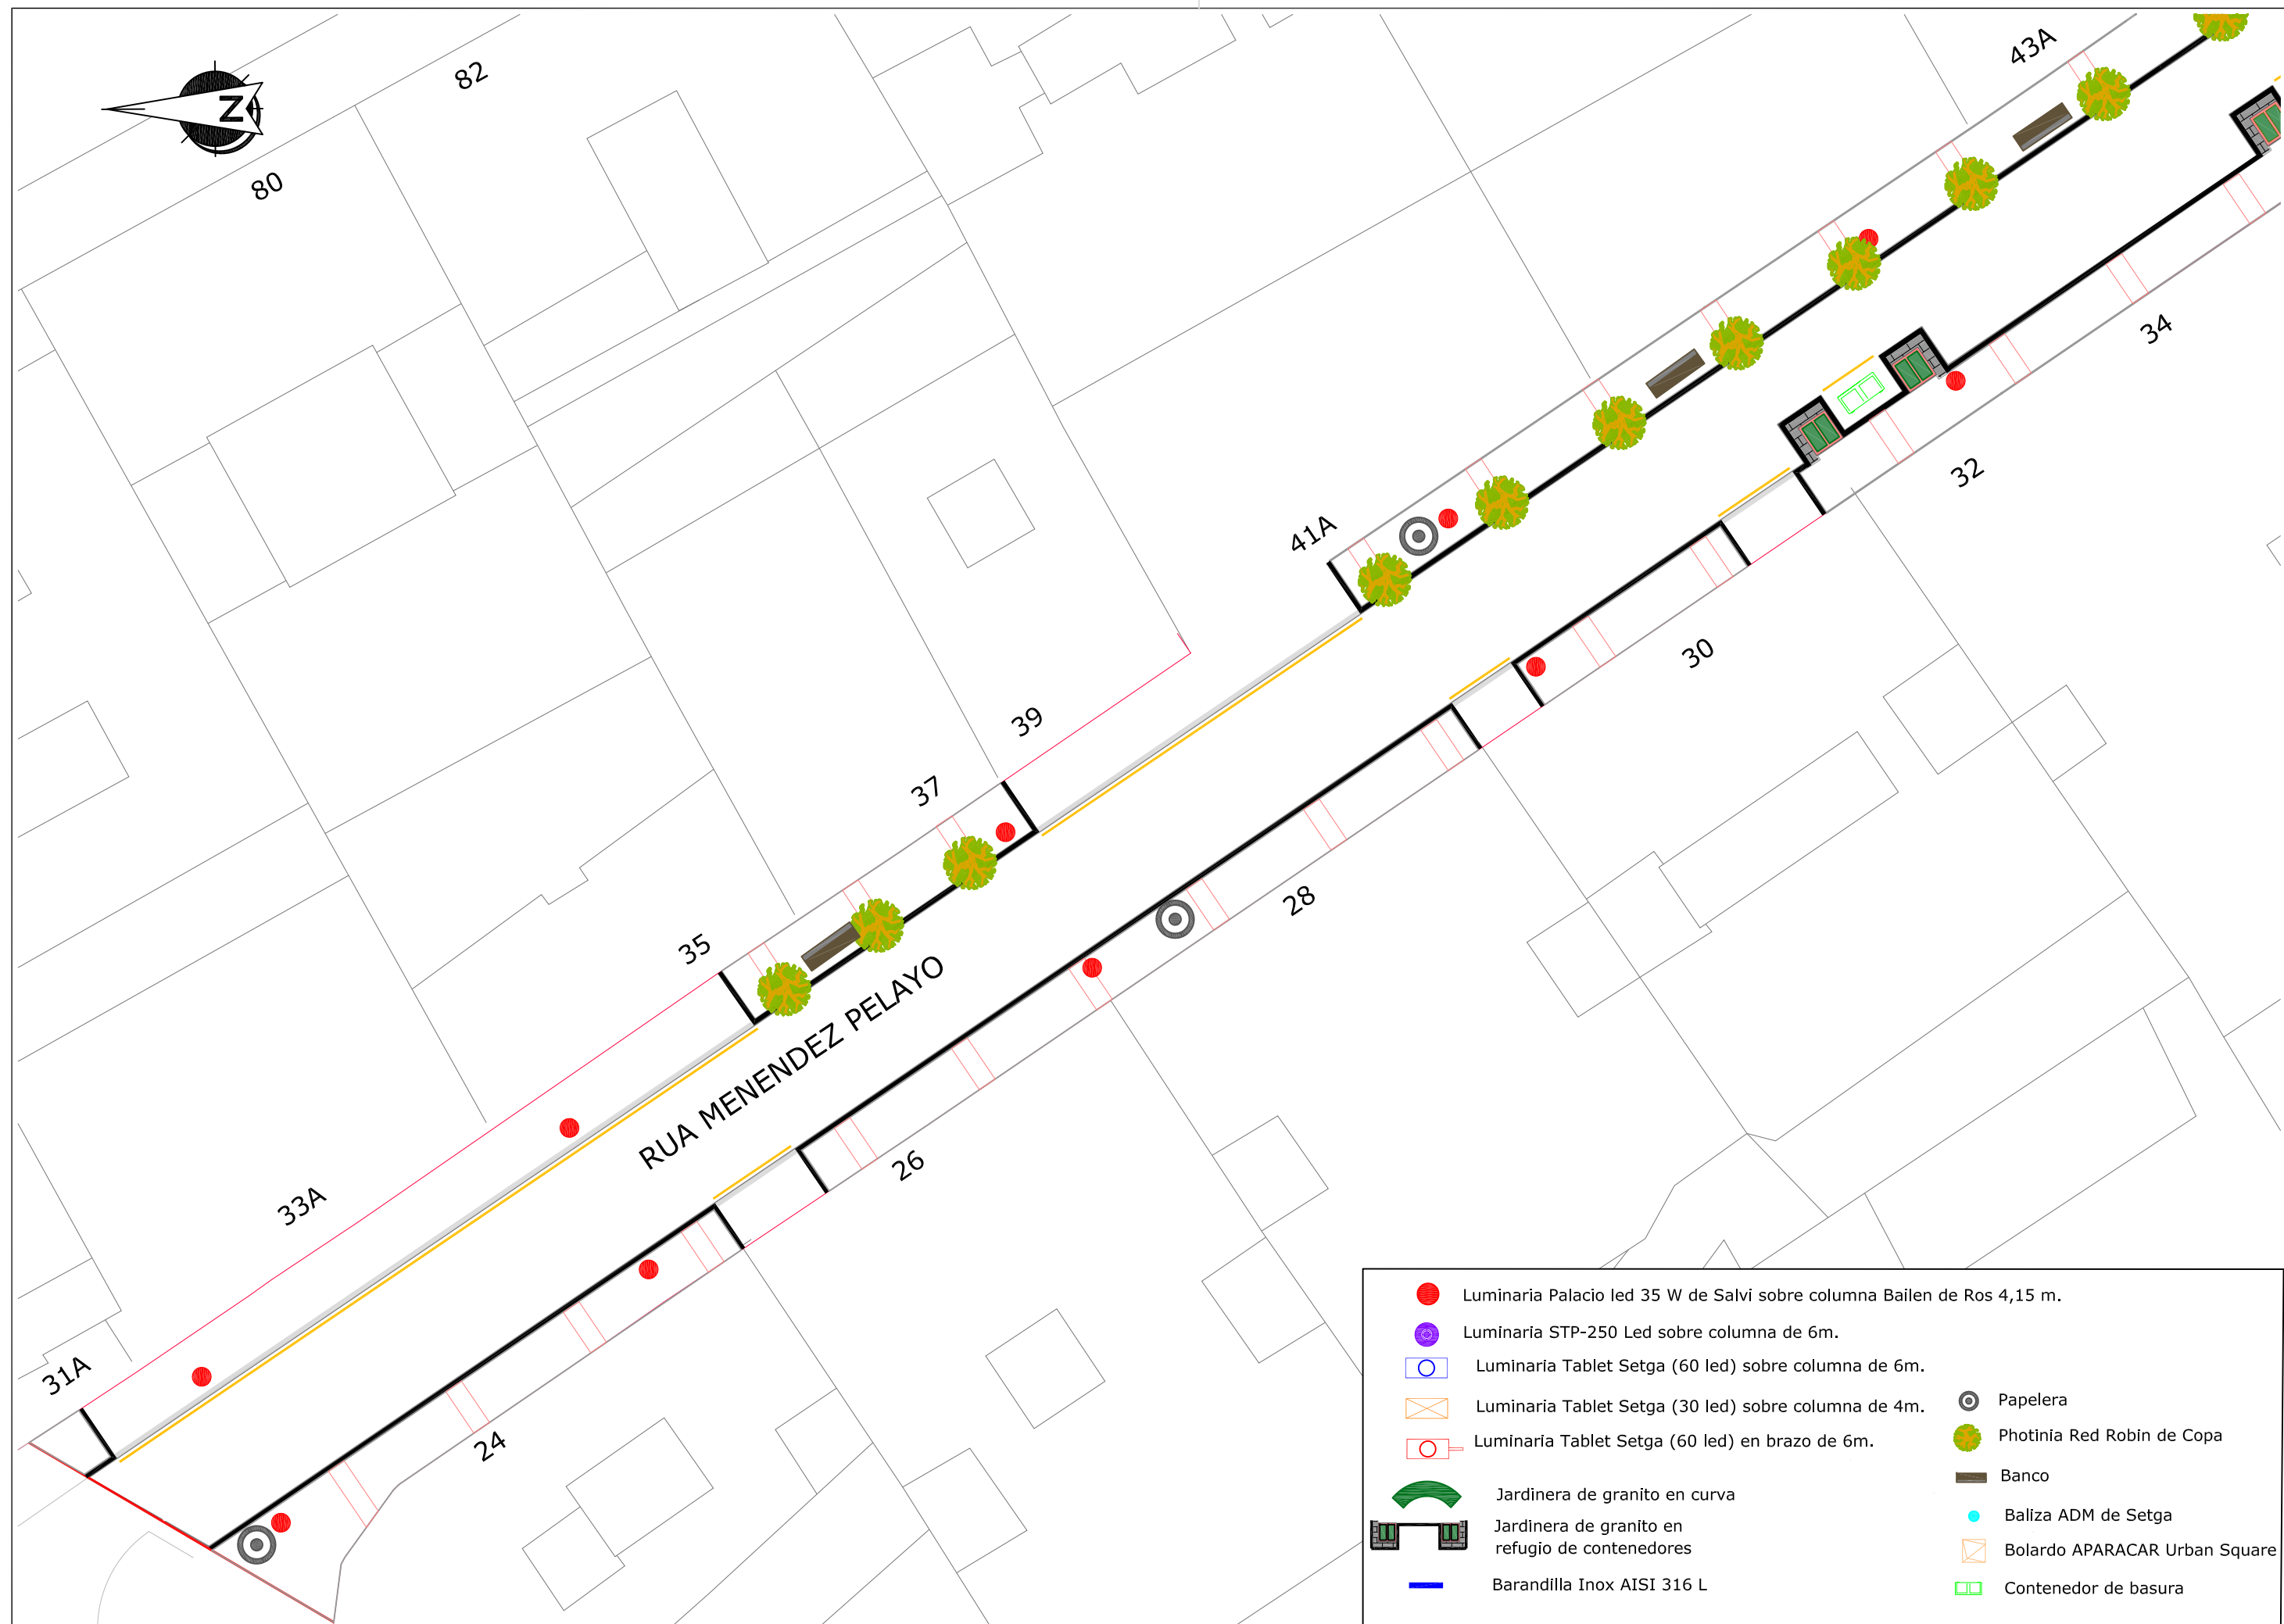 Z
82
80
43A
34
32
41A
30
39
37
28
35
RUA MENENDEZ PELAYO
26
33A
31A
24
Luminaria Palacio led 35 W de Salvi sobre columna Bailen de Ros 4,15 m.
Luminaria STP-250 Led sobre columna de 6m.
Luminaria Tablet Setga (60 led) sobre columna de 6m.
Luminaria Tablet Setga (30 led) sobre columna de 4m.
Luminaria Tablet Setga (60 led) en brazo de 6m.
Jardinera de granito en curva
Jardinera de granito en
refugio de contenedores
Barandilla Inox AISI 316 L
Papelera
Photinia Red Robin de Copa
Banco
Baliza ADM de Setga
Bolardo APARACAR Urban Square
Contenedor de basura